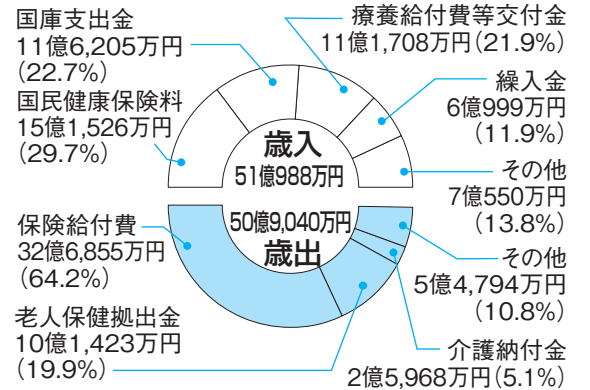 国庫支出金
11億6,205万円
（22.7%）
療養給付費等交付金
11億1,708万円（21.9%）
国民健康保険料
15億1,526万円
（29.7%）
繰入金
6億999万円
（11.9%）
歳入
51億988万円
その他
7億550万円
（13.8%）
保険給付費
32億6,855万円
（64.2%）
50億9,040万円
歳出
その他
5億4,794万円
（10.8%）
老人保健拠出金
10億1,423万円
（19.9%）
介護納付金
2億5,968万円（5.1%）